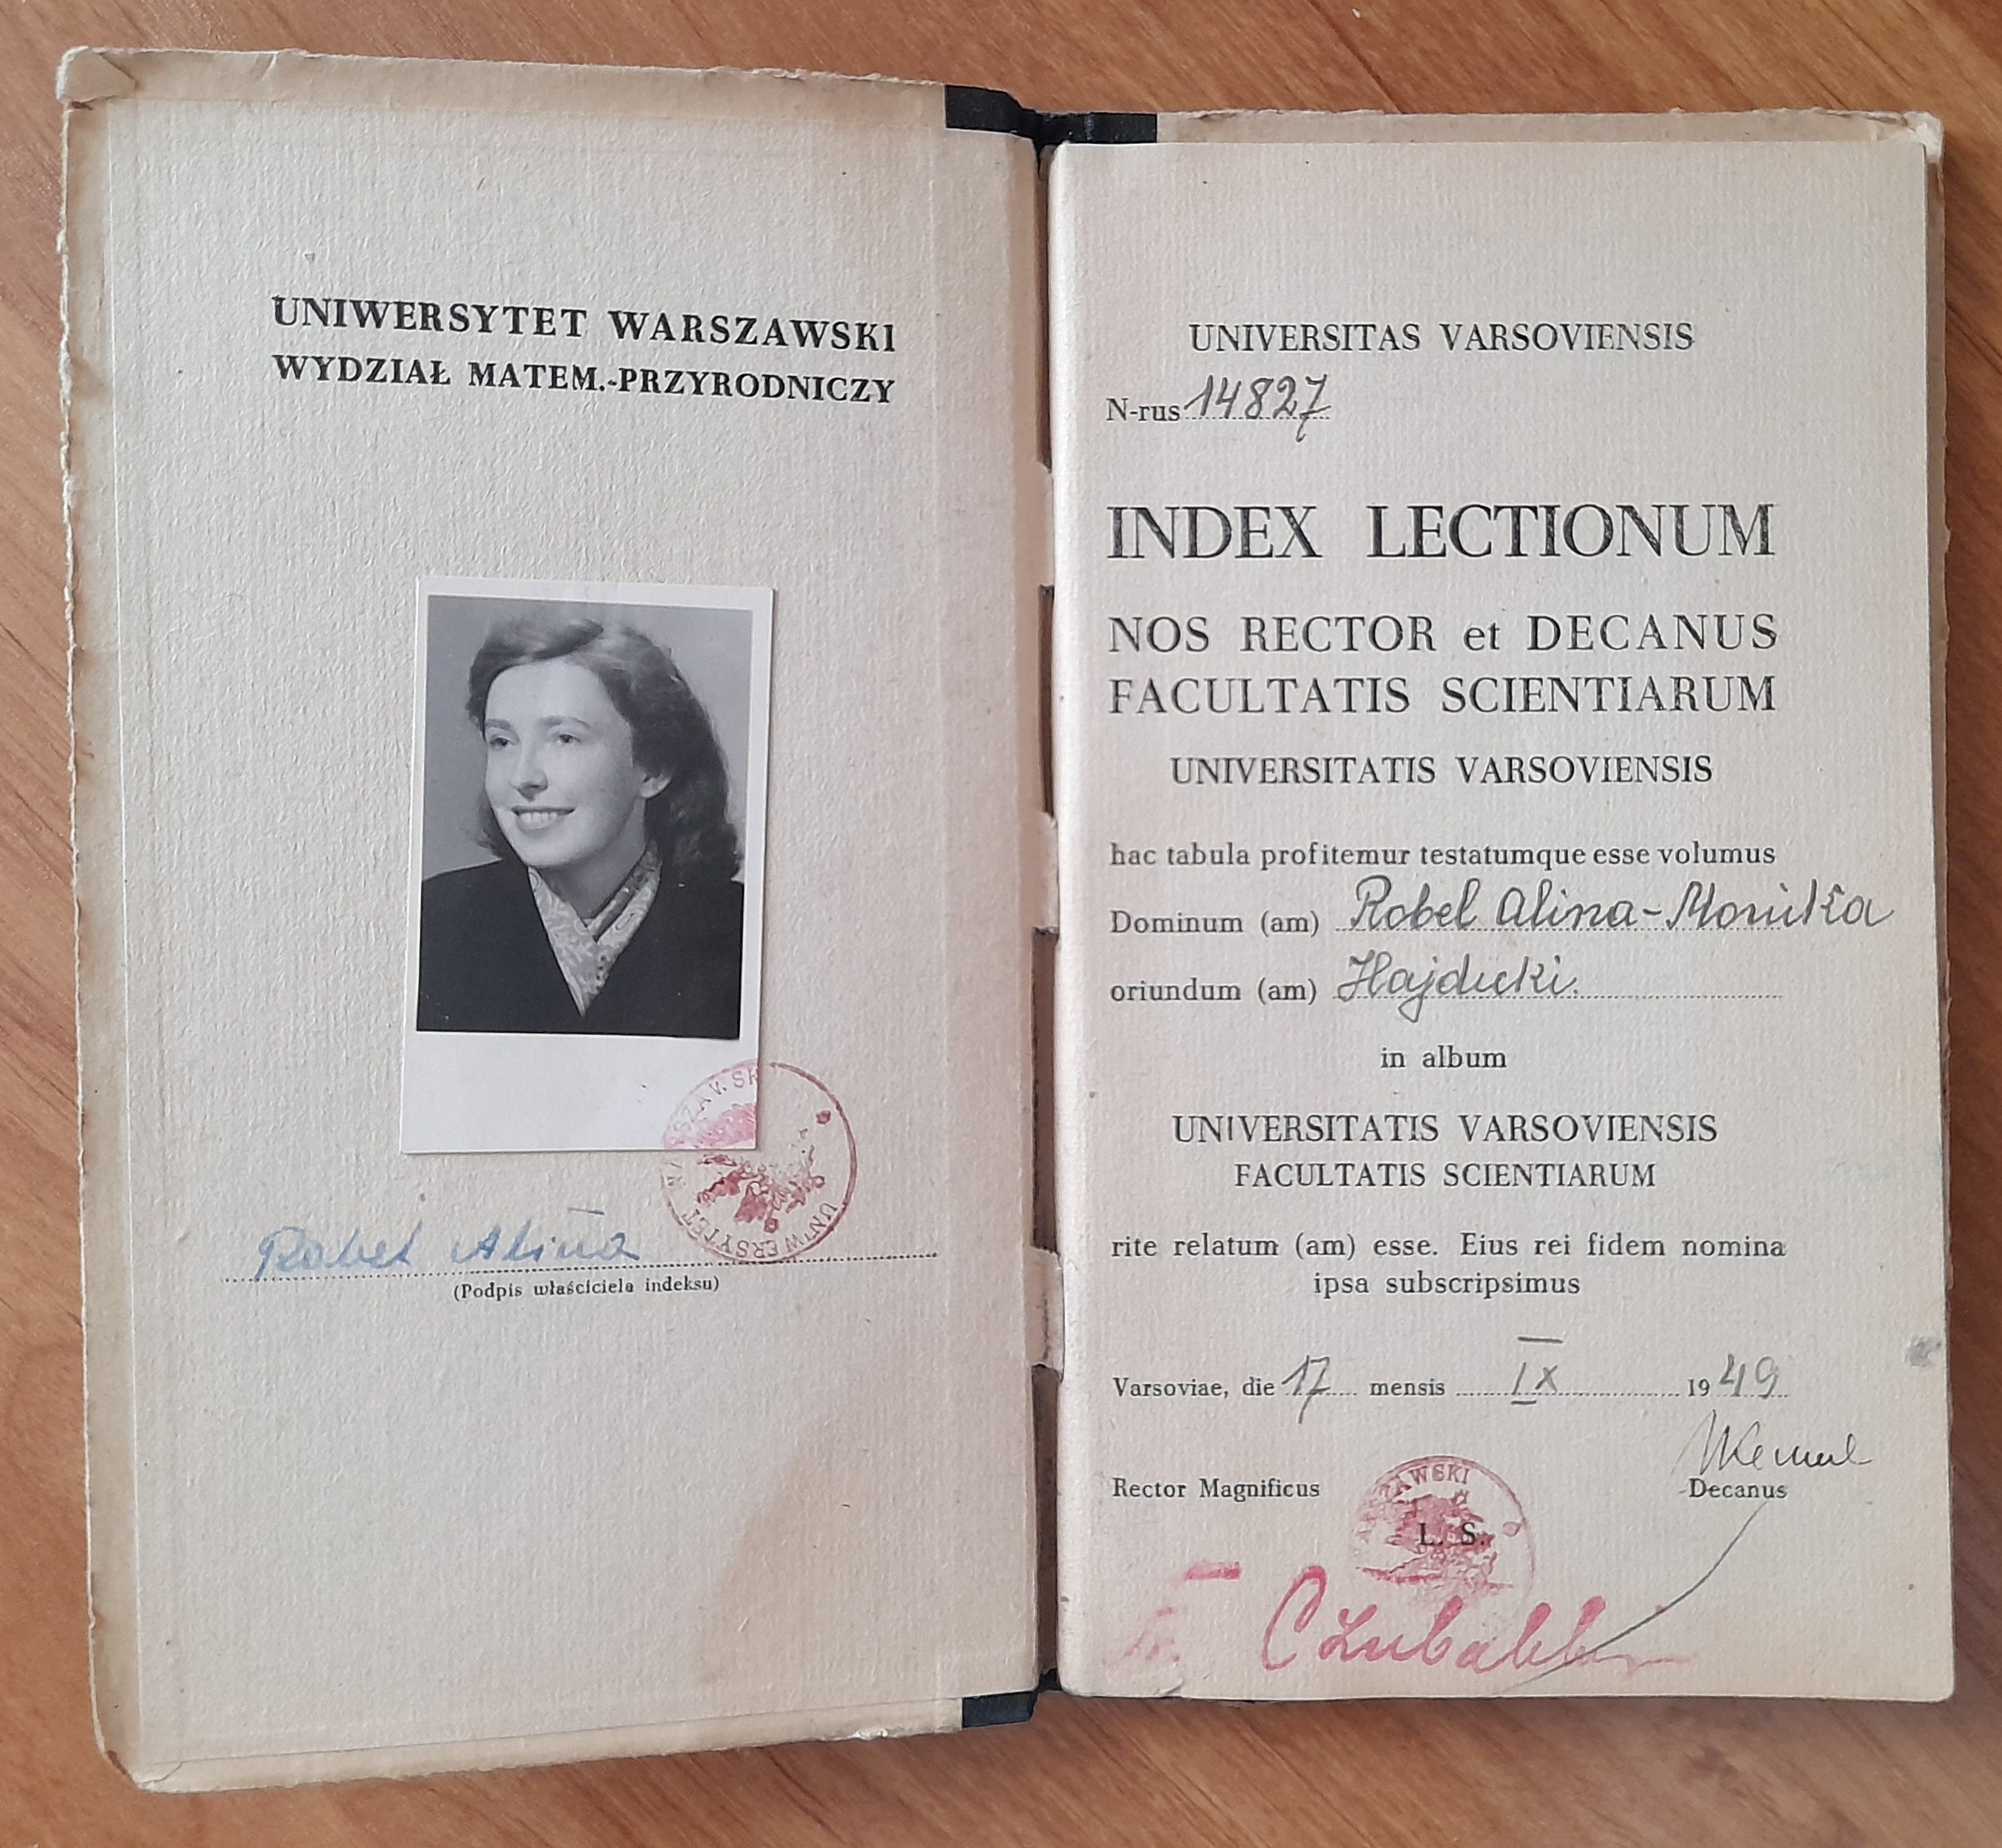 UNIWERSYTET WARSZAWSKI
WYDZIAŁ MATEM.-PRZYRODNICZY
SZAWSKI UNIWERSYTET
Robel Alina
(Podpis właściciela indeksu)
UNIVERSITAS VARSOVIENSIS
N-rus 14827
INDEX LECTIONUM
NOS RECTOR et DECANUS
FACULTATIS SCIENTIARUM
UNIVERSITATIS VARSOVIENSIS
hac tabula profitemur testatumque esse volumus
Dominum (am) Robel Alina-Monika
oriundum (am) Hajducki.
in album
UNIVERSITATIS VARSOVIENSIS
FACULTATIS SCIENTIARUM
rite relatum (am) esse. Eius rei fidem nomina
ipsa subscripsimus
Varsoviae, die 17 mensis IX 1949
Rector Magnificus Decanus
SZAWSKI
L. S.